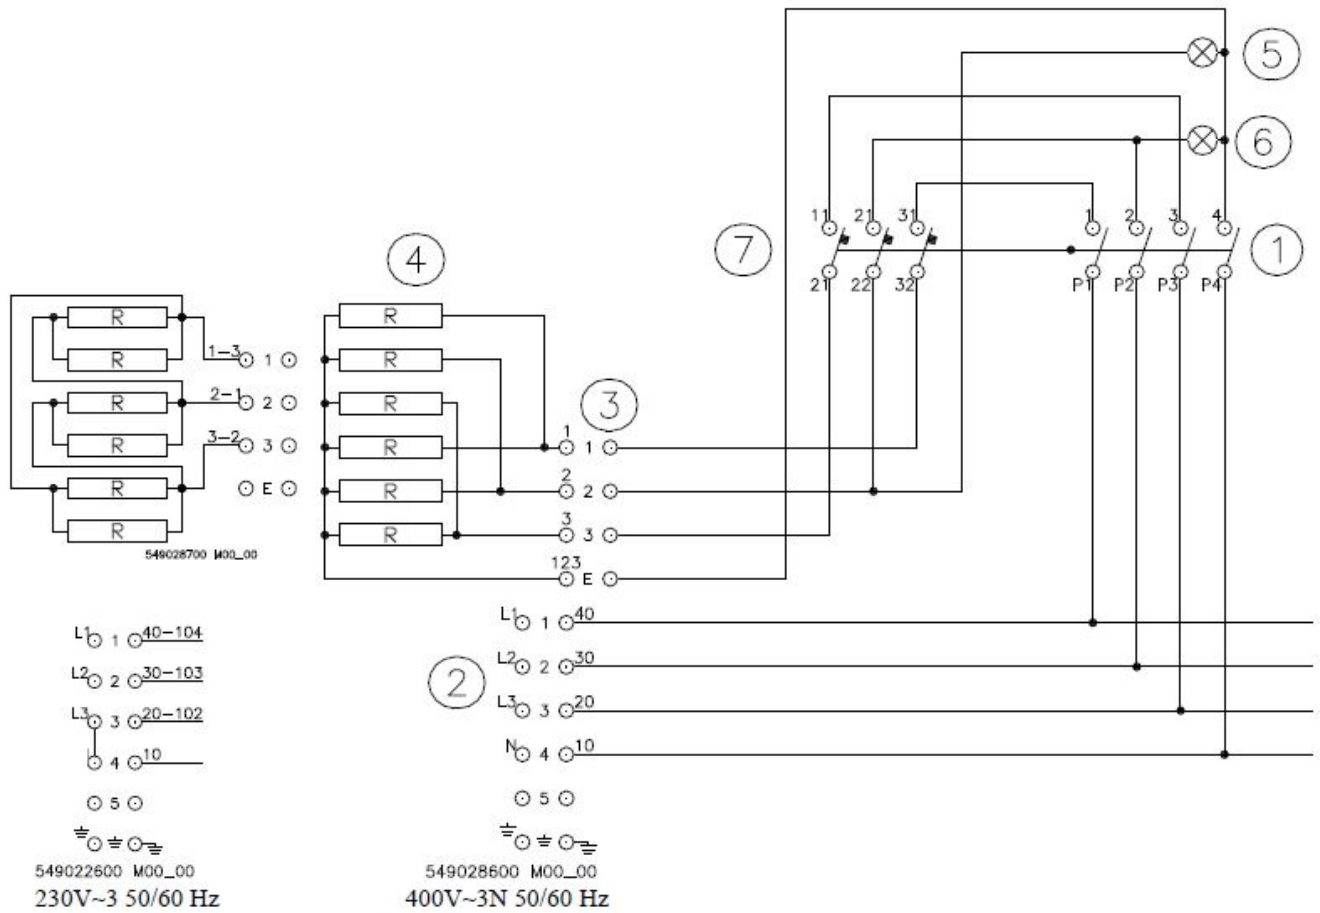 5
6
11 21 31 1 2 3 4
7
1
21 22 32 P1 P2 P3 P4
4
R
R
R
R
R
R
1-3 1
2-1 2
3-2 3
E
549028700 M00_00
R
R
R
R
R
R
3
1 1
2 2
3 3
123 E
L1 1 40-104
L2 2 30-103
L3 3 20-102
4 10
5
549022600 M00_00
230V~3 50/60 Hz
2
L1 1 40
L2 2 30
L3 3 20
N 4 10
5
549028600 M00_00
400V~3N 50/60 Hz